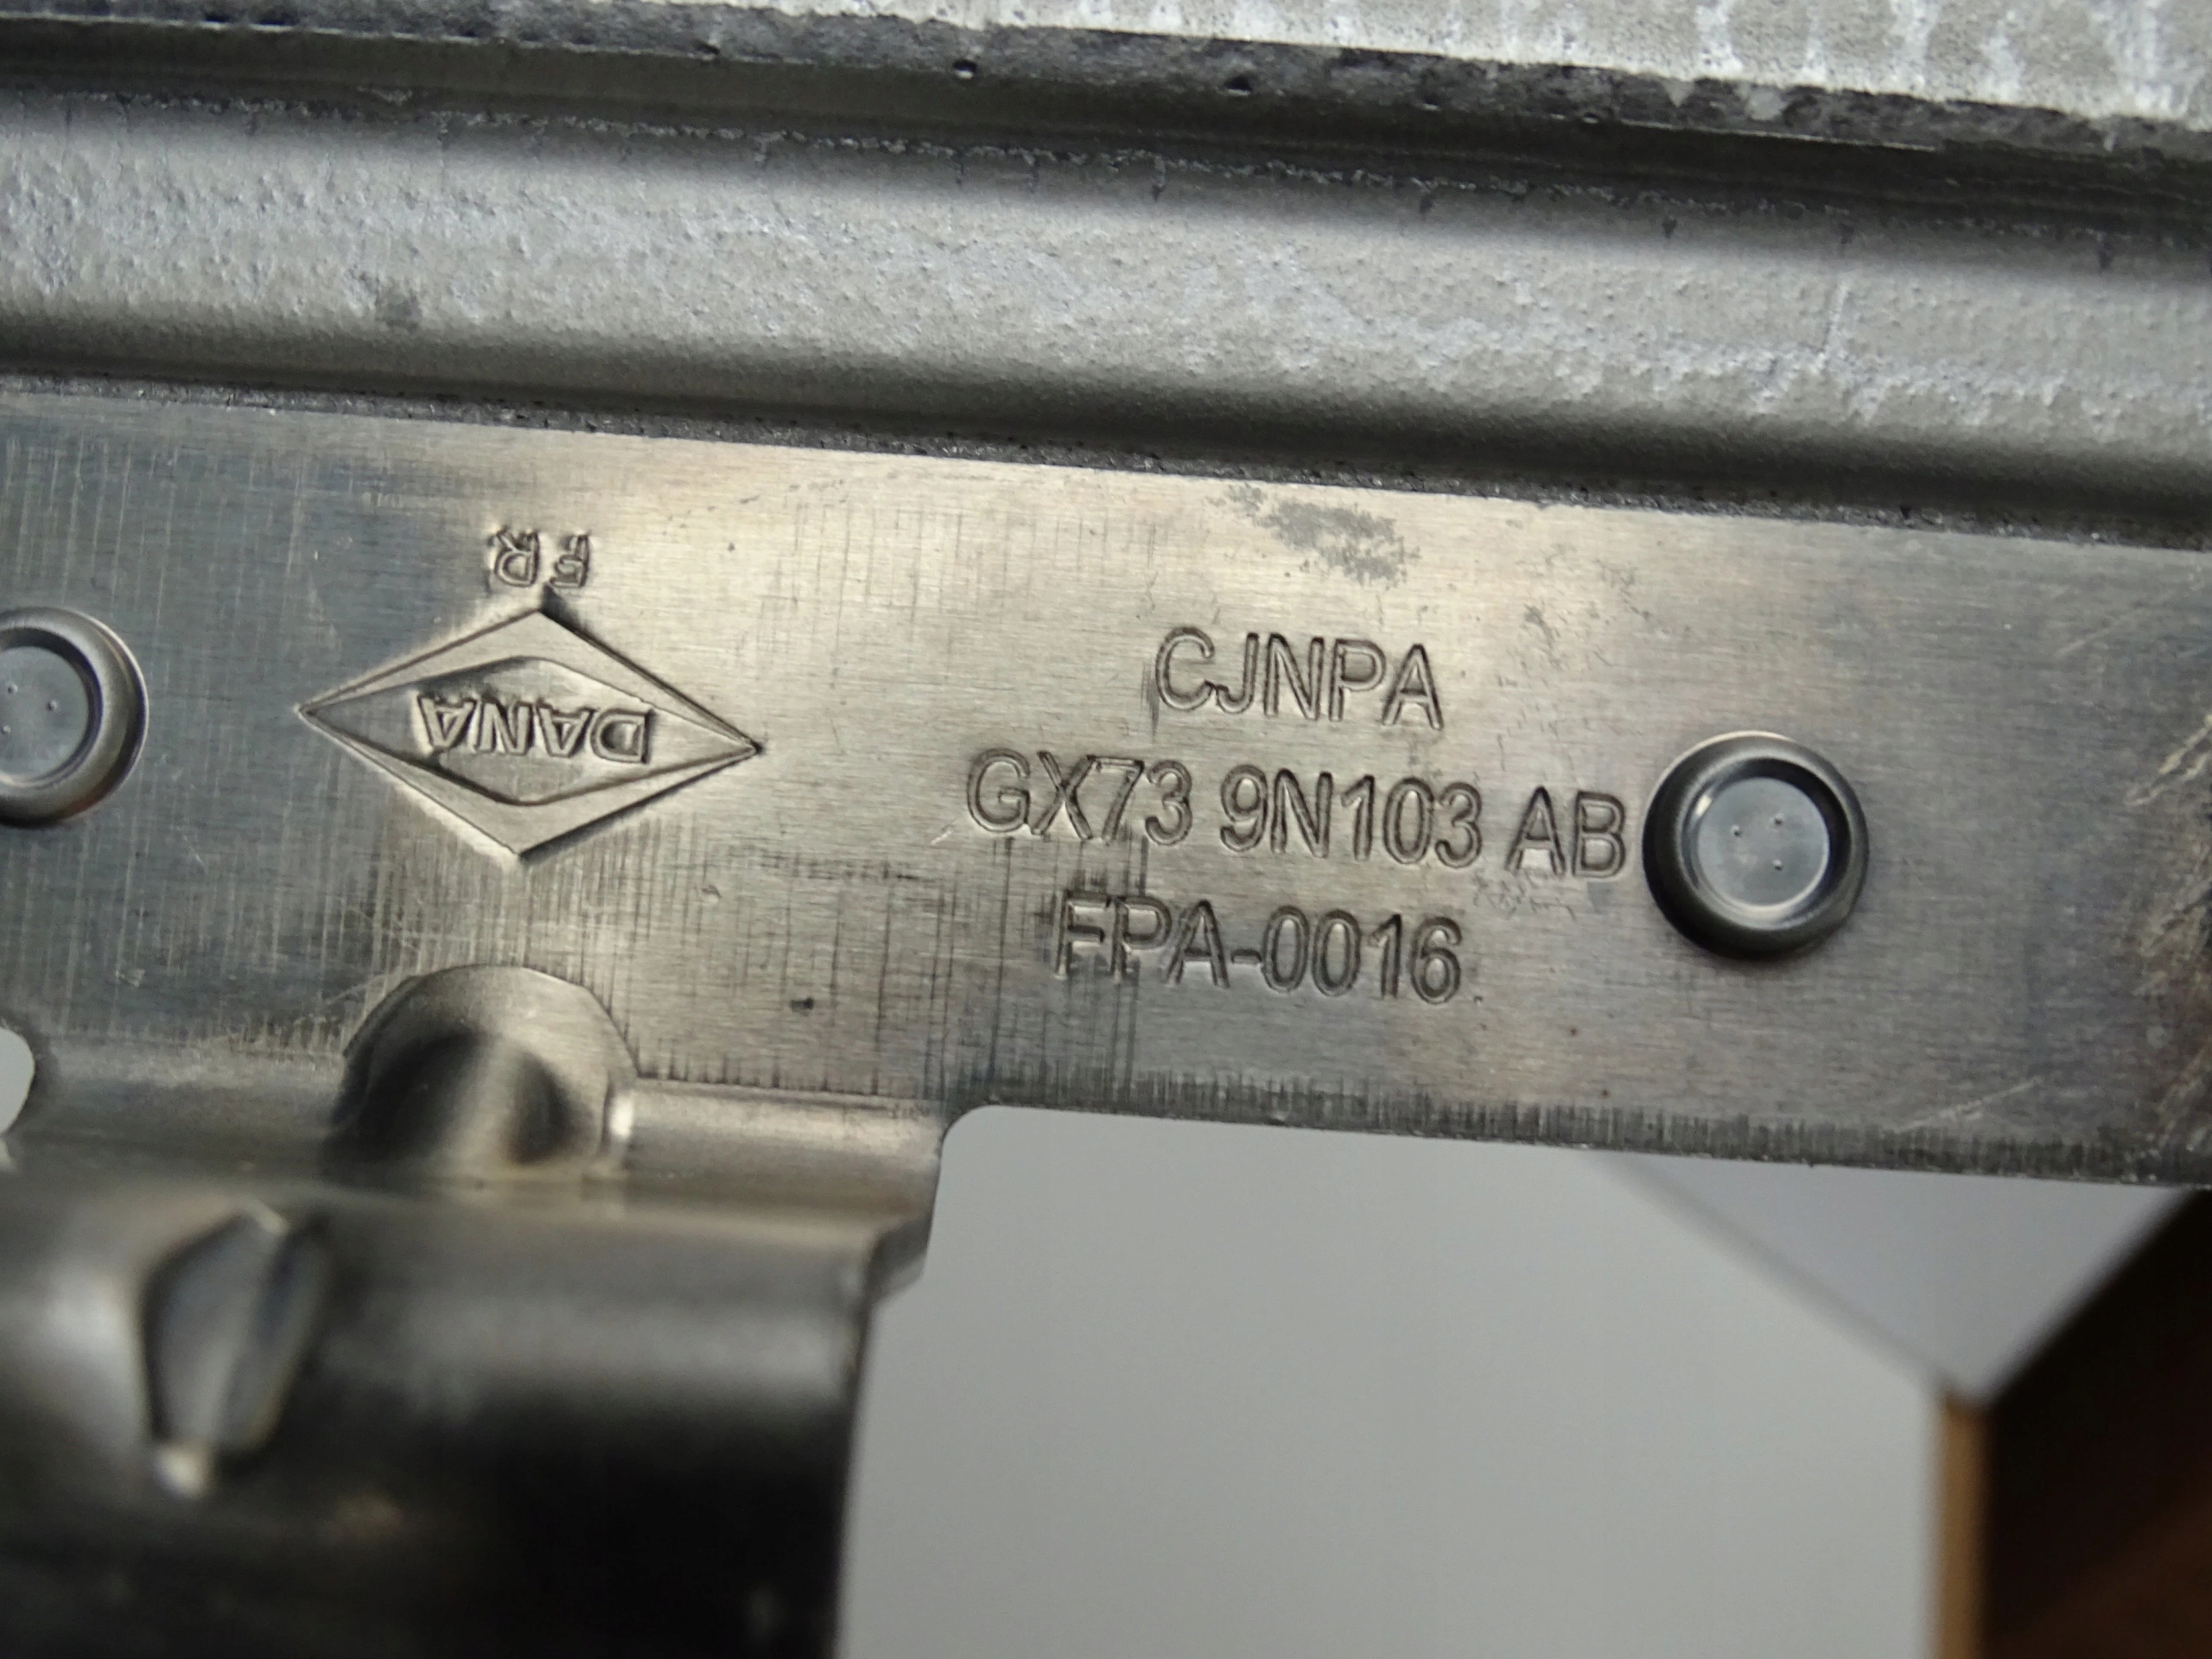 FR
DANA
CJNPA
GX73 9N103 AB
FPA-0016